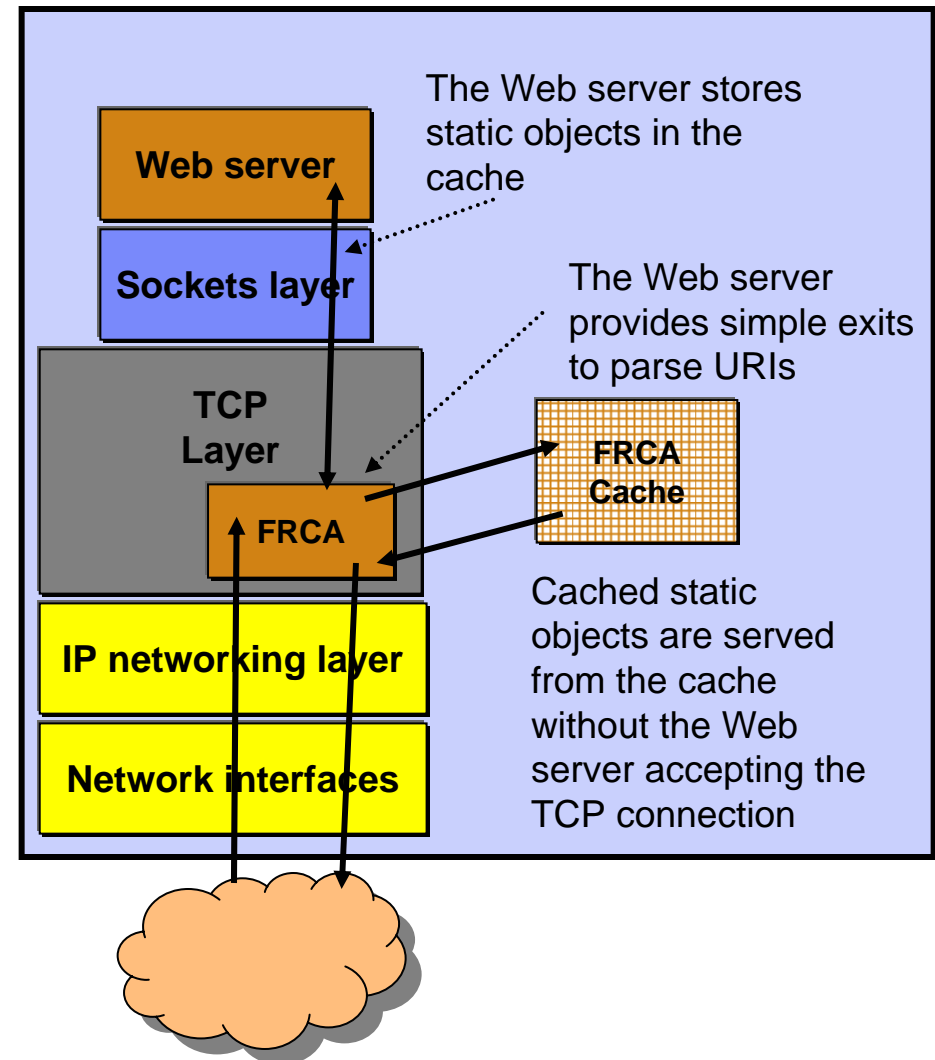 The Web server stores
static objects in the
cache
Web server
Sockets layer
The Web server
provides simple exits
to parse URIs
TCP
Layer
FRCA
Cache
FRCA
Cached static
objects are served
from the cache
without the Web
server accepting the
TCP connection
IP networking layer
Network interfaces